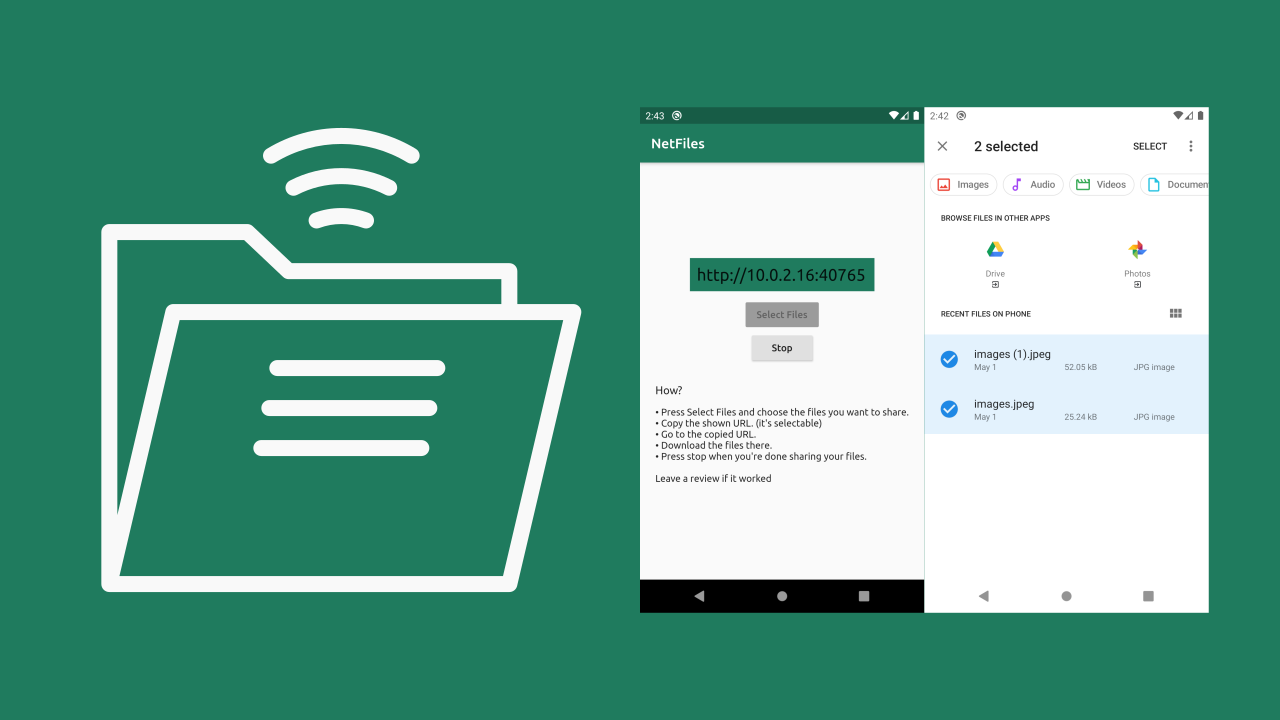 2:43
NetFiles
http://10.0.2.16:40765
Select Files
Stop
How?
• Press Select Files and choose the files you want to share.
• Copy the shown URL. (it's selectable)
• Go to the copied URL.
• Download the files there.
• Press stop when you're done sharing your files.
Leave a review if it worked
2:42
2 selected SELECT
Images Audio Videos Documen
BROWSE FILES IN OTHER APPS
Drive Photos
RECENT FILES ON PHONE
images (1).jpeg
May 1 52.05 kB JPG image
images.jpeg
May 1 25.24 kB JPG image